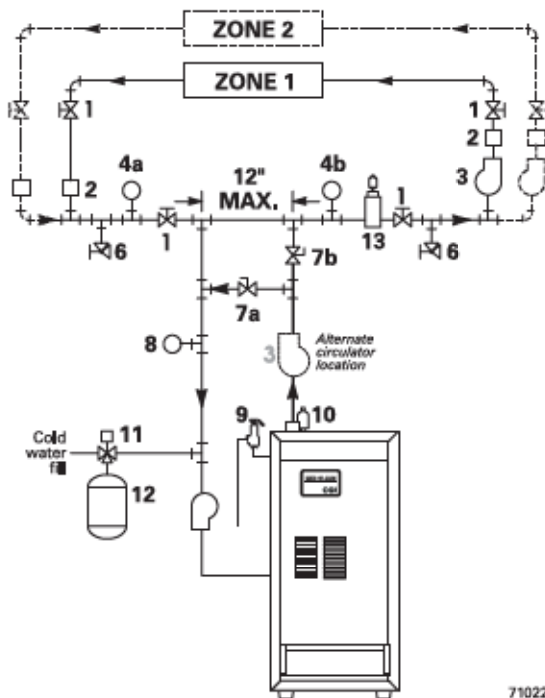 ZONE 2
ZONE 1
1
1
2
4a
12"
MAX.
4b
1
3
2
6
1
13
6
7b
7a
8
3
Alternate
circulator
location
9
10
11
Cold
water
fill
12
71022